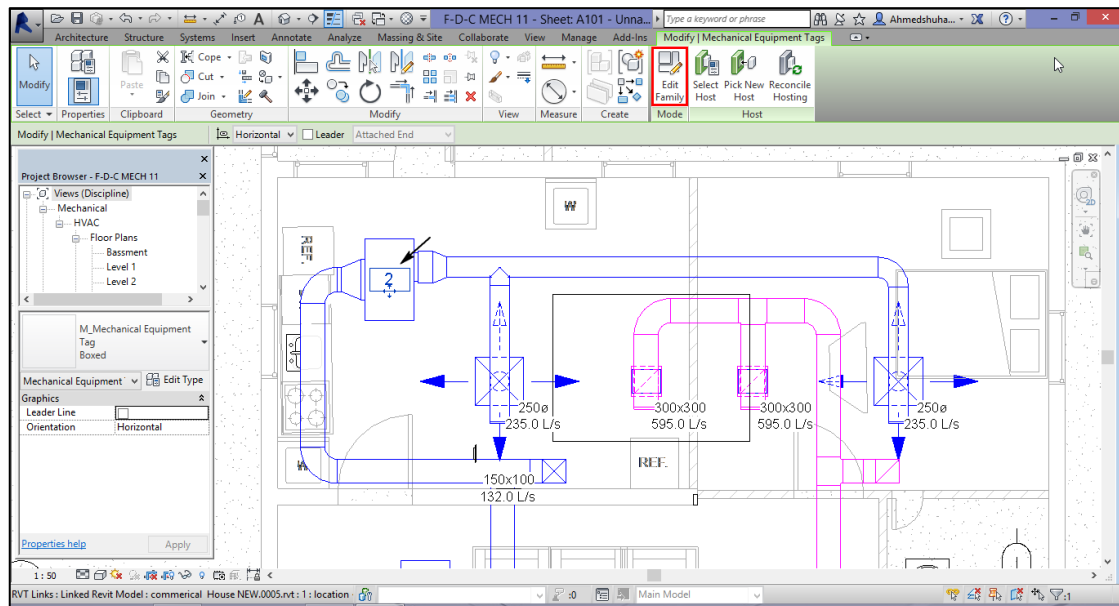 F-D-C MECH 11 - Sheet: A101 - Unna...
Type a keyword or phrase
Ahmedshuha...
Architecture Structure Systems Insert Annotate Analyze Massing & Site Collaborate View Manage Add-Ins Modify | Mechanical Equipment Tags
Modify
Paste
Cope
Cut
Join
Edit Family
Select Host
Pick New Host
Reconcile Hosting
Select Properties Clipboard Geometry Modify View Measure Create Mode Host
Modify | Mechanical Equipment Tags Horizontal Leader Attached End
Project Browser - F-D-C MECH 11
Views (Discipline)
Mechanical
HVAC
Floor Plans
Bassment
Level 1
Level 2
M_Mechanical Equipment
Tag
Boxed
Mechanical Equipment Edit Type
Graphics
Leader Line
Orientation Horizontal
Properties help Apply
W
REF.
2
2D
250ø
235.0 L/s
300x300
595.0 L/s
300x300
595.0 L/s
250ø
235.0 L/s
REF.
150x100
132.0 L/s
1 : 50
RVT Links : Linked Revit Model : commerical House NEW.0005.rvt : 1 : location
:0
Main Model
:1